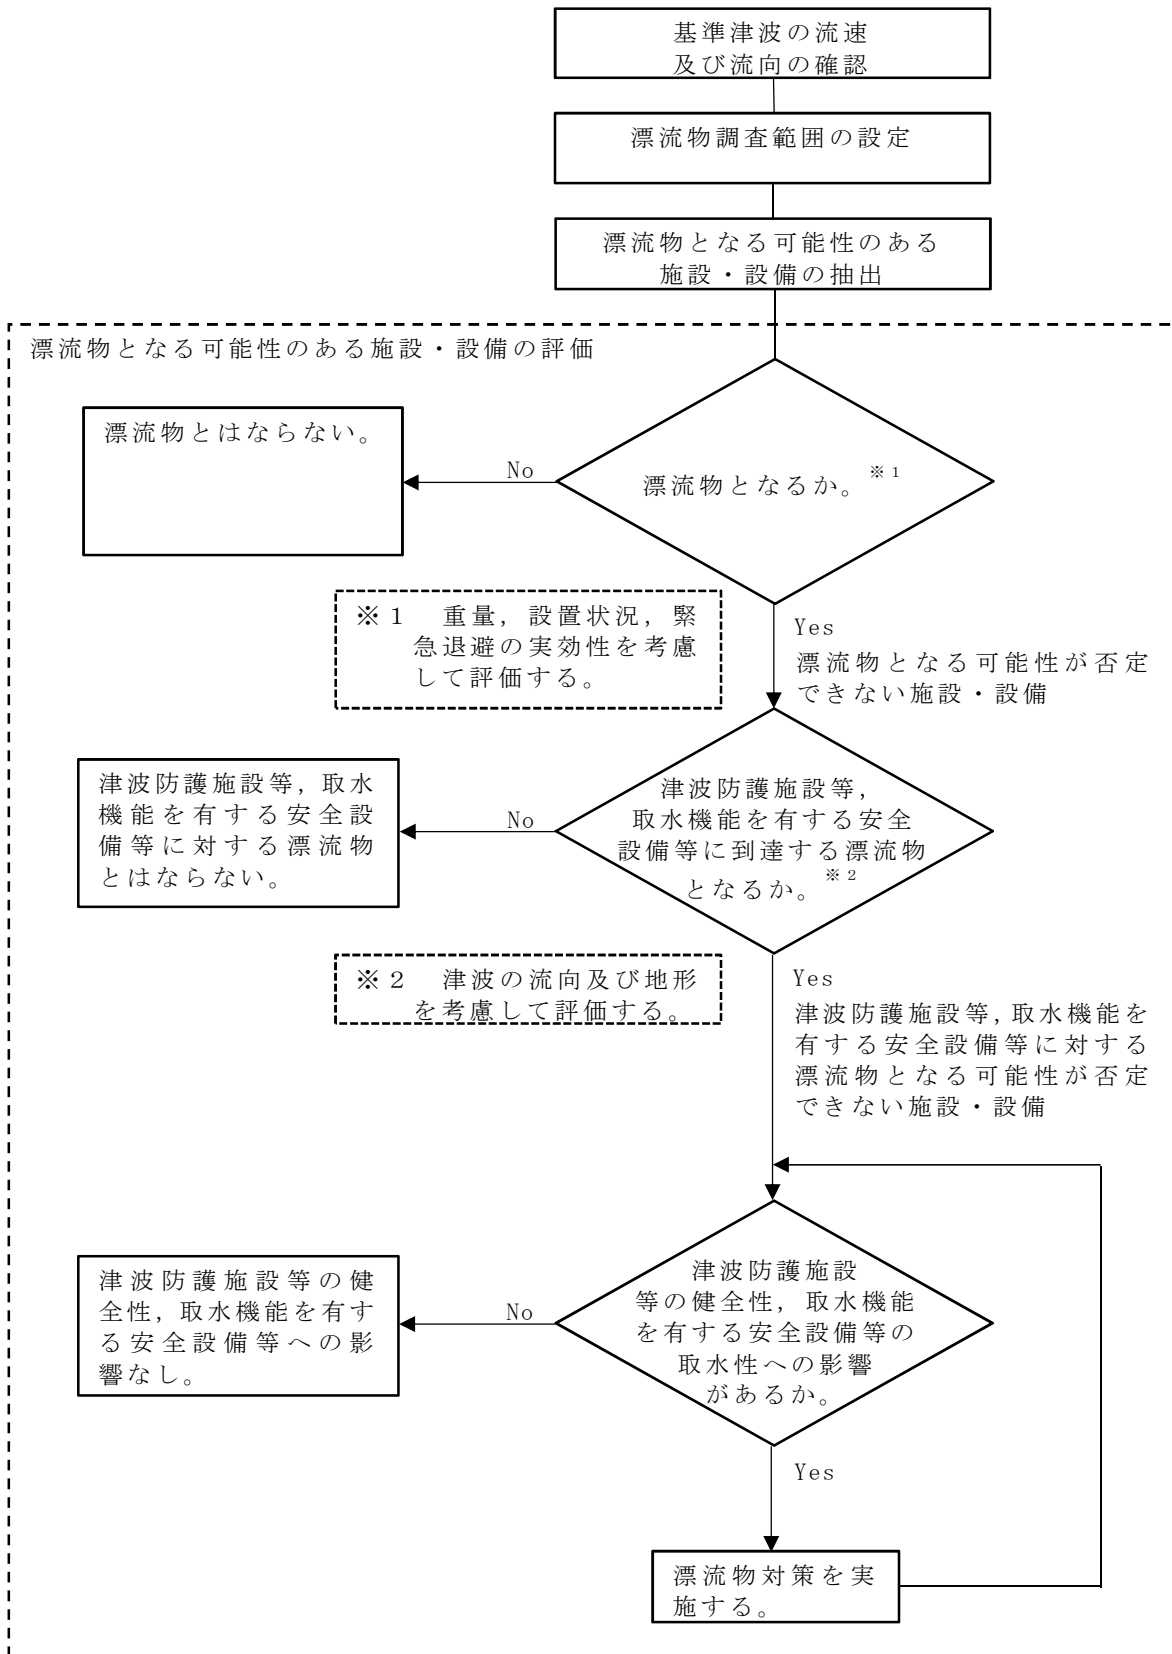 基準津波の流速
及び流向の確認
漂流物調査範囲の設定
漂流物となる可能性のある
施設・設備の抽出
漂流物となる可能性のある施設・設備の評価
漂流物とはならない。
No
漂流物となるか。※1
※1 重量,設置状況,緊
急退避の実効性を考慮
して評価する。
Yes
漂流物となる可能性が否定
できない施設・設備
津波防護施設等,取水
機能を有する安全設
備等に対する漂流物
とはならない。
No
津波防護施設等,
取水機能を有する安全
設備等に到達する漂流物
となるか。※2
※2 津波の流向及び地形
を考慮して評価する。
Yes
津波防護施設等,取水機能を
有する安全設備等に対する
漂流物となる可能性が否定
できない施設・設備
津波防護施設等の健
全性,取水機能を有す
る安全設備等への影
響なし。
No
津波防護施設
等の健全性,取水機能
を有する安全設備等の
取水性への影響
があるか。
Yes
漂流物対策を実
施する。